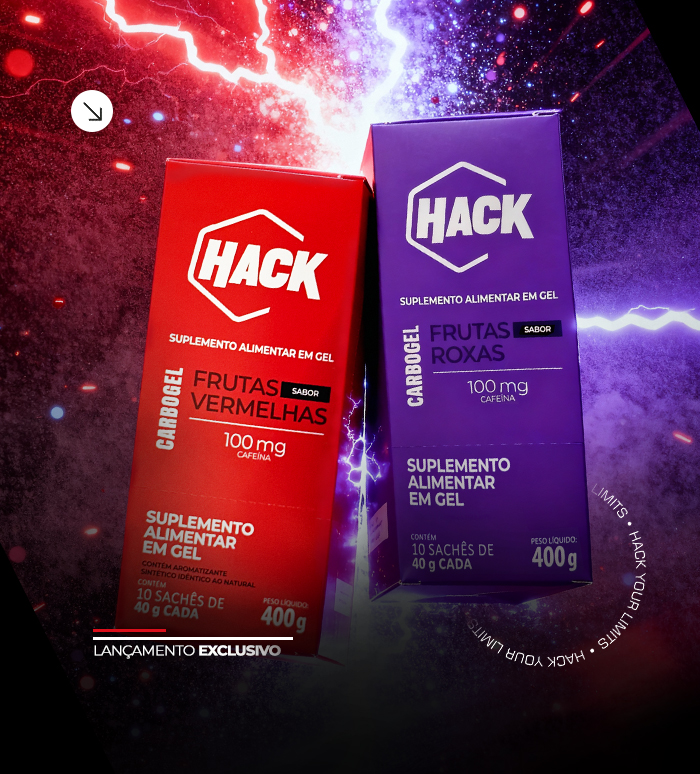 HACK
SUPLEMENTO ALIMENTAR EM GEL
CARBOGEL
FRUTAS SABOR
VERMELHAS
100 mg
CAFEÍNA
SUPLEMENTO
ALIMENTAR
EM GEL
CONTÉM AROMATIZANTE
SINTÉTICO IDÊNTICO AO NATURAL
CONTÉM
10 SACHÊS DE
40 g CADA
PESO LÍQUIDO:
400g
HACK
SUPLEMENTO ALIMENTAR EM GEL
CARBOGEL
FRUTAS SABOR
ROXAS
100 mg
CAFEÍNA
SUPLEMENTO
ALIMENTAR
EM GEL
CONTÉM
10 SACHÊS DE
40 g CADA
PESO LÍQUIDO:
400g
LIMITS • HACK YOUR LIMITS • HACK YOUR LIMITS
LANÇAMENTO EXCLUSIVO